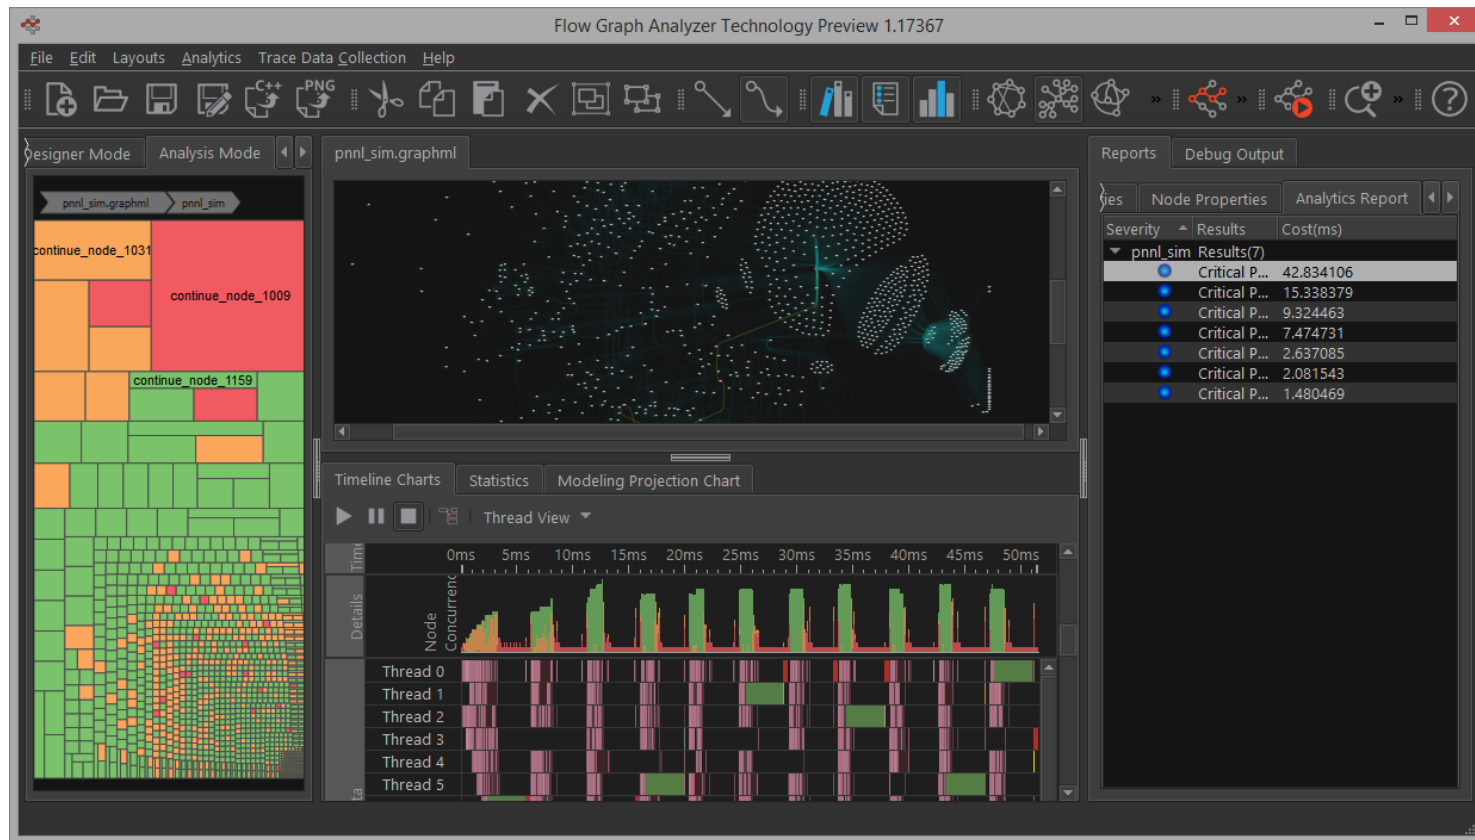 Flow Graph Analyzer Technology Preview 1.17367
File Edit Layouts Analytics Trace Data Collection Help
C++ PNG
Designer Mode Analysis Mode
pnnl_sim.graphml pnnl_sim
continue_node_1031
continue_node_1009
continue_node_1159
pnnl_sim.graphml
Timeline Charts Statistics Modeling Projection Chart
Thread View
Time
0ms 5ms 10ms 15ms 20ms 25ms 30ms 35ms 40ms 45ms 50ms
Details
Node
Concurrenc
Thread 0
Thread 1
Thread 2
Thread 3
Thread 4
Thread 5
ta
Reports Debug Output
ies Node Properties Analytics Report
Severity Results Cost(ms)
pnnl_sim Results(7)
Critical P... 42.834106
Critical P... 15.338379
Critical P... 9.324463
Critical P... 7.474731
Critical P... 2.637085
Critical P... 2.081543
Critical P... 1.480469